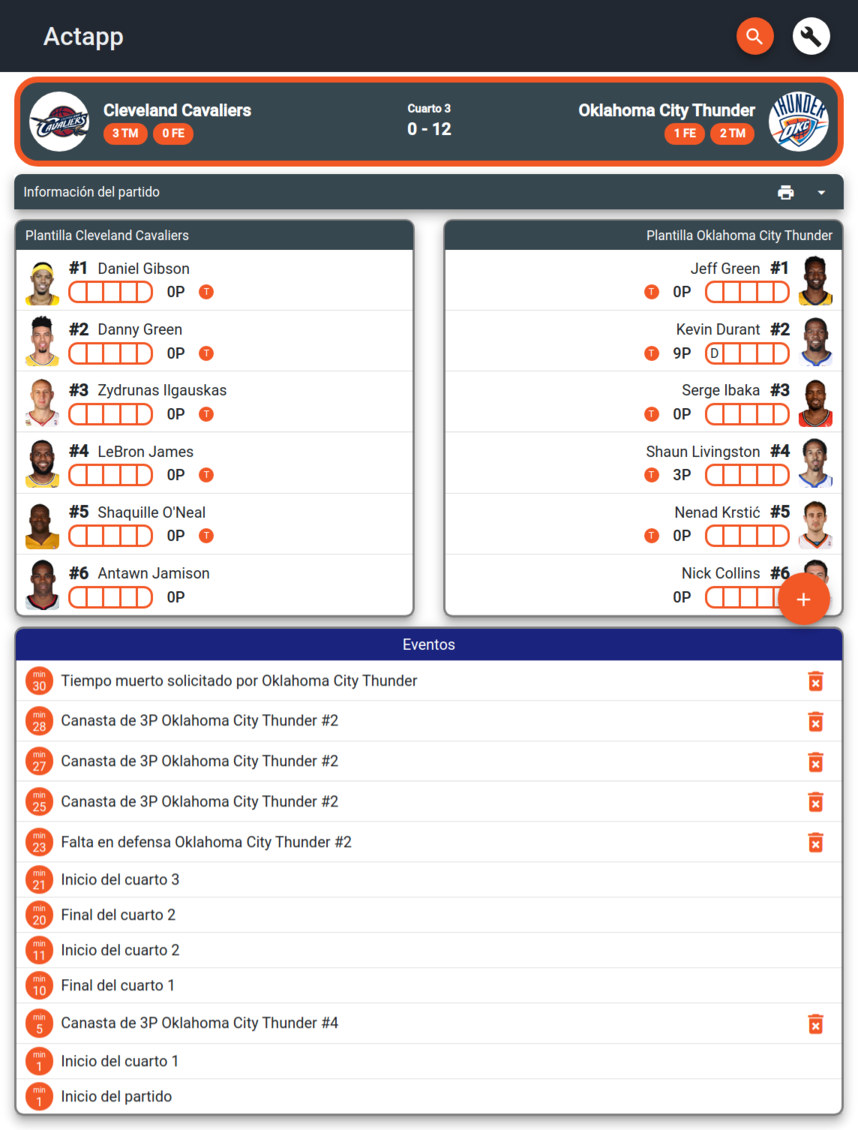 Actapp
CAVALIERS
Cleveland Cavaliers
3 TM 0 FE
Cuarto 3
0 - 12
Oklahoma City Thunder
1 FE 2 TM
THUNDER
OKC
Información del partido
Plantilla Cleveland Cavaliers
#1 Daniel Gibson
0P T
#2 Danny Green
0P T
#3 Zydrunas Ilgauskas
0P T
#4 LeBron James
0P T
#5 Shaquille O'Neal
0P T
#6 Antawn Jamison
0P
Plantilla Oklahoma City Thunder
Jeff Green #1
T 0P
Kevin Durant #2
T 9P D
Serge Ibaka #3
T 0P
Shaun Livingston #4
T 3P
Nenad Krstić #5
T 0P
Nick Collins #6
0P
+
Eventos
min
30
Tiempo muerto solicitado por Oklahoma City Thunder
min
28
Canasta de 3P Oklahoma City Thunder #2
min
27
Canasta de 3P Oklahoma City Thunder #2
min
25
Canasta de 3P Oklahoma City Thunder #2
min
23
Falta en defensa Oklahoma City Thunder #2
min
21
Inicio del cuarto 3
min
20
Final del cuarto 2
min
11
Inicio del cuarto 2
min
10
Final del cuarto 1
min
5
Canasta de 3P Oklahoma City Thunder #4
min
1
Inicio del cuarto 1
min
1
Inicio del partido